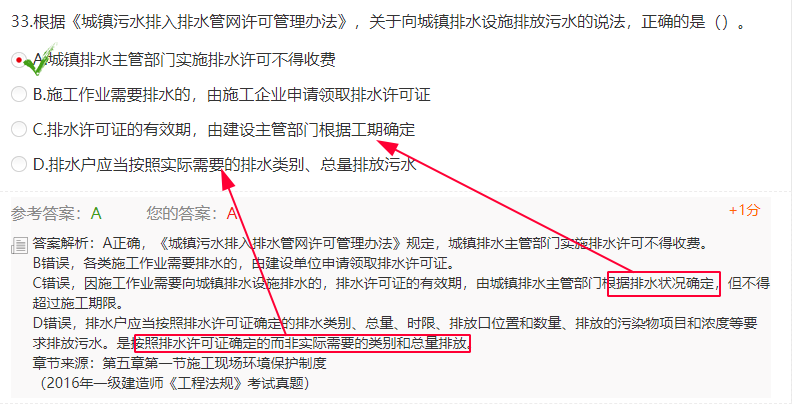 33.根据《城镇污水排入排水管网许可管理办法》，关于向城镇排水设施排放污水的说法，正确的是（）。
A.城镇排水主管部门实施排水许可不得收费
B.施工作业需要排水的，由施工企业申请领取排水许可证
C.排水许可证的有效期，由建设主管部门根据工期确定
D.排水户应当按照实际需要的排水类别、总量排放污水
参考答案：A 您的答案：A +1分
答案解析：A正确，《城镇污水排入排水管网许可管理办法》规定，城镇排水主管部门实施排水许可不得收费。
B错误，各类施工作业需要排水的，由建设单位申请领取排水许可证。
C错误，因施工作业需要向城镇排水设施排水的，排水许可证的有效期，由城镇排水主管部门根据排水状况确定，但不得
超过施工期限。
D错误，排水户应当按照排水许可证确定的排水类别、总量、时限、排放口位置和数量、排放的污染物项目和浓度等要
求排放污水。是按照排水许可证确定的而非实际需要的类别和总量排放。
章节来源：第五章第一节施工现场环境保护制度
（2016年一级建造师《工程法规》考试真题）